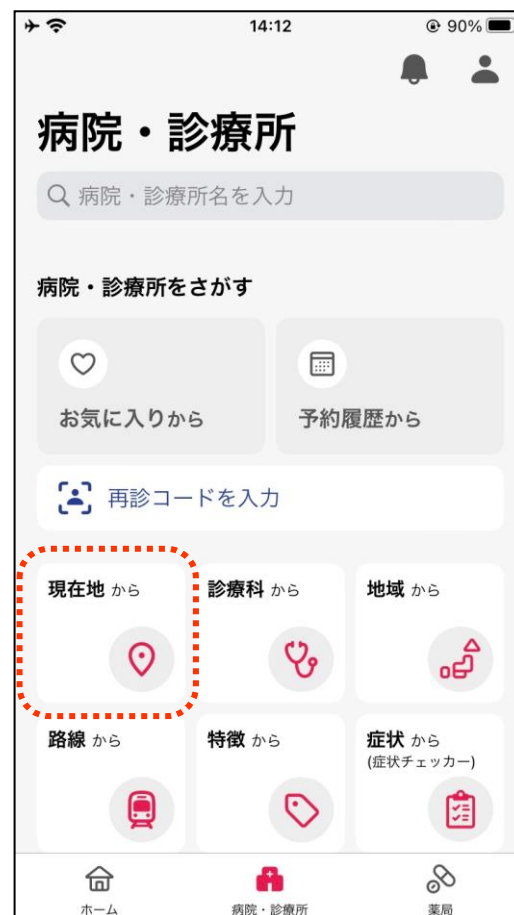 14:12
90%
病院・診療所
病院・診療所名を入力
病院・診療所をさがす
お気に入りから
予約履歴から
再診コードを入力
現在地 から
診療科 から
地域 から
路線 から
特徴 から
症状 から
(症状チェッカー)
ホーム
病院・診療所
薬局